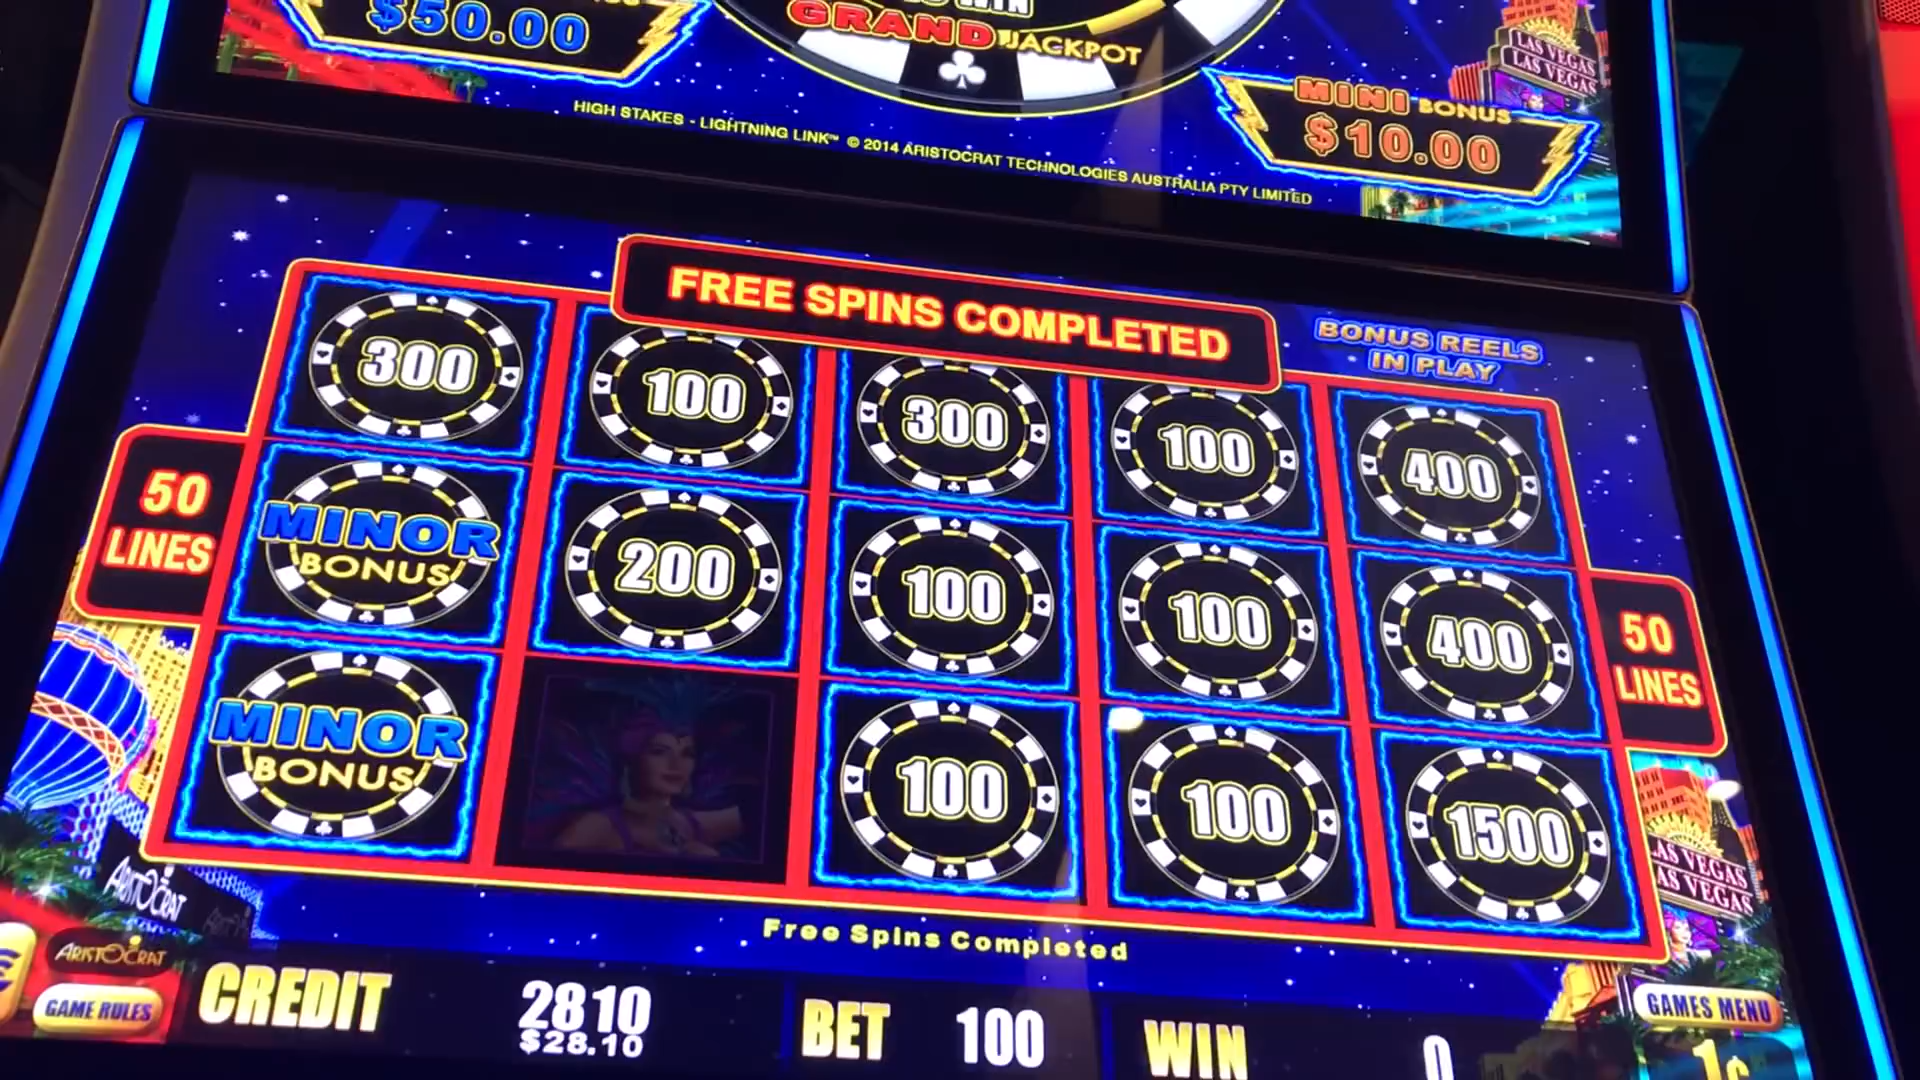 $50.00
WIN
GRAND JACKPOT
LAS VEGAS
LAS VEGAS
MINI BONUS
$10.00
HIGH STAKES - LIGHTNING LINK™ © 2014 ARISTOCRAT TECHNOLOGIES AUSTRALIA PTY LIMITED
FREE SPINS COMPLETED
BONUS REELS
IN PLAY
300 100 300 100 400
50
LINES
MINOR
BONUS
200 100 100 400
50
LINES
MINOR
BONUS
100 100 1500
LAS VEGAS
LAS VEGAS
ARISTOCRAT
Free Spins Completed
ARISTOCRAT
GAME RULES
CREDIT 2810
$28.10
BET 100
WIN 0
GAMES MENU
1¢